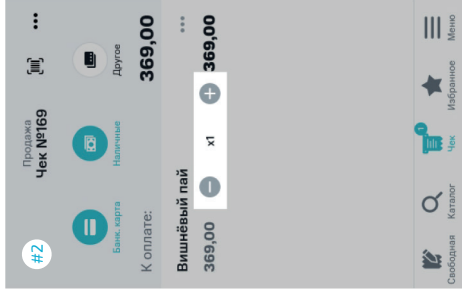 #2
Продажа
Чек №169
Банк. карта
Наличные
Другое
К оплате:
369,00
Вишнёвый пай
369,00
x1
369,00
Свободная
Каталог
1
Чек
Избранное
Меню